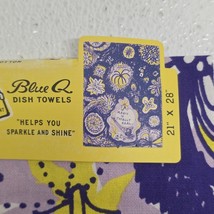 Blue Q
DISH TOWELS
"HELPS YOU
SPARKLE AND SHINE"
21" X 28"